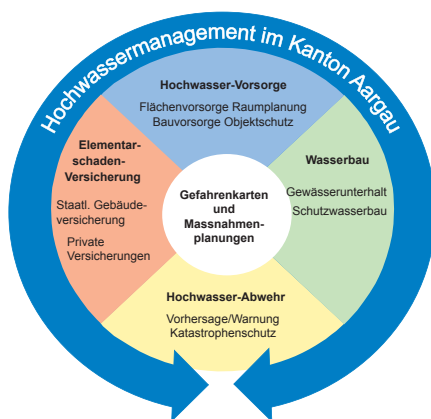 Hochwassermanagement im Kanton Aargau
Hochwasser-Vorsorge
Flächenvorsorge Raumplanung
Bauvorsorge Objektschutz
Elementar-
schaden-
Versicherung
Staatl. Gebäude-
versicherung
Private
Versicherungen
Gefahrenkarten
und
Massnahmen-
planungen
Wasserbau
Gewässerunterhalt
Schutzwasserbau
Hochwasser-Abwehr
Vorhersage/Warnung
Katastrophenschutz